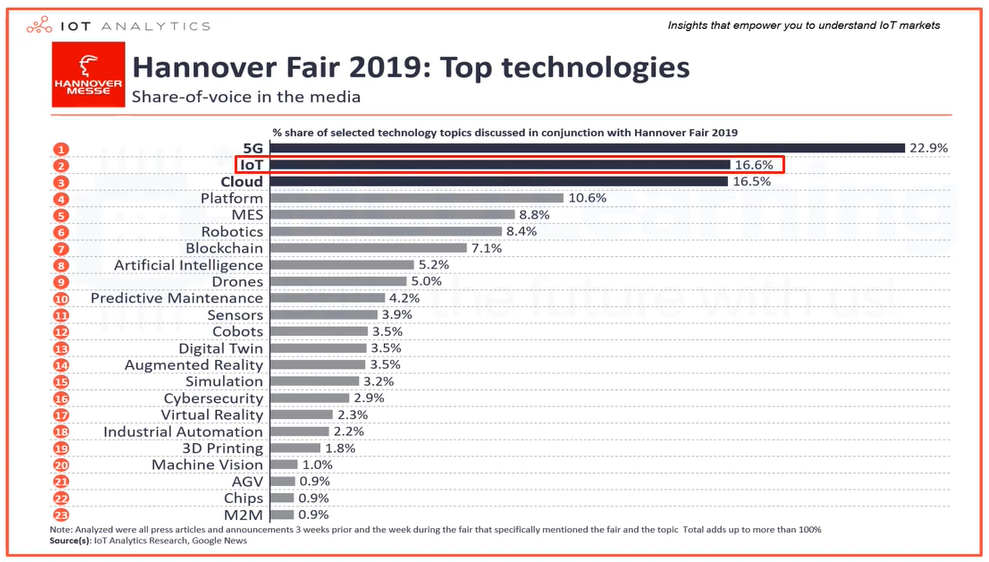 IOT ANALYTICS
Insights that empower you to understand IoT markets
HANNOVER
MESSE
Hannover Fair 2019: Top technologies
Share-of-voice in the media
% share of selected technology topics discussed in conjunction with Hannover Fair 2019
1 5G 22.9%
2 IoT 16.6%
3 Cloud 16.5%
4 Platform 10.6%
5 MES 8.8%
6 Robotics 8.4%
7 Blockchain 7.1%
8 Artificial Intelligence 5.2%
9 Drones 5.0%
10 Predictive Maintenance 4.2%
11 Sensors 3.9%
12 Cobots 3.5%
13 Digital Twin 3.5%
14 Augmented Reality 3.5%
15 Simulation 3.2%
16 Cybersecurity 2.9%
17 Virtual Reality 2.3%
18 Industrial Automation 2.2%
19 3D Printing 1.8%
20 Machine Vision 1.0%
21 AGV 0.9%
22 Chips 0.9%
23 M2M 0.9%
Note: Analyzed were all press articles and announcements 3 weeks prior and the week during the fair that specifically mentioned the fair and the topic Total adds up to more than 100%
Source(s): IoT Analytics Research, Google News
the future with us!